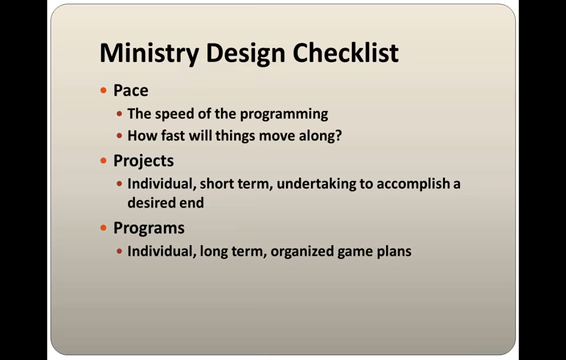 Ministry Design Checklist
• Pace
• The speed of the programming
• How fast will things move along?
• Projects
• Individual, short term, undertaking to accomplish a
desired end
• Programs
• Individual, long term, organized game plans